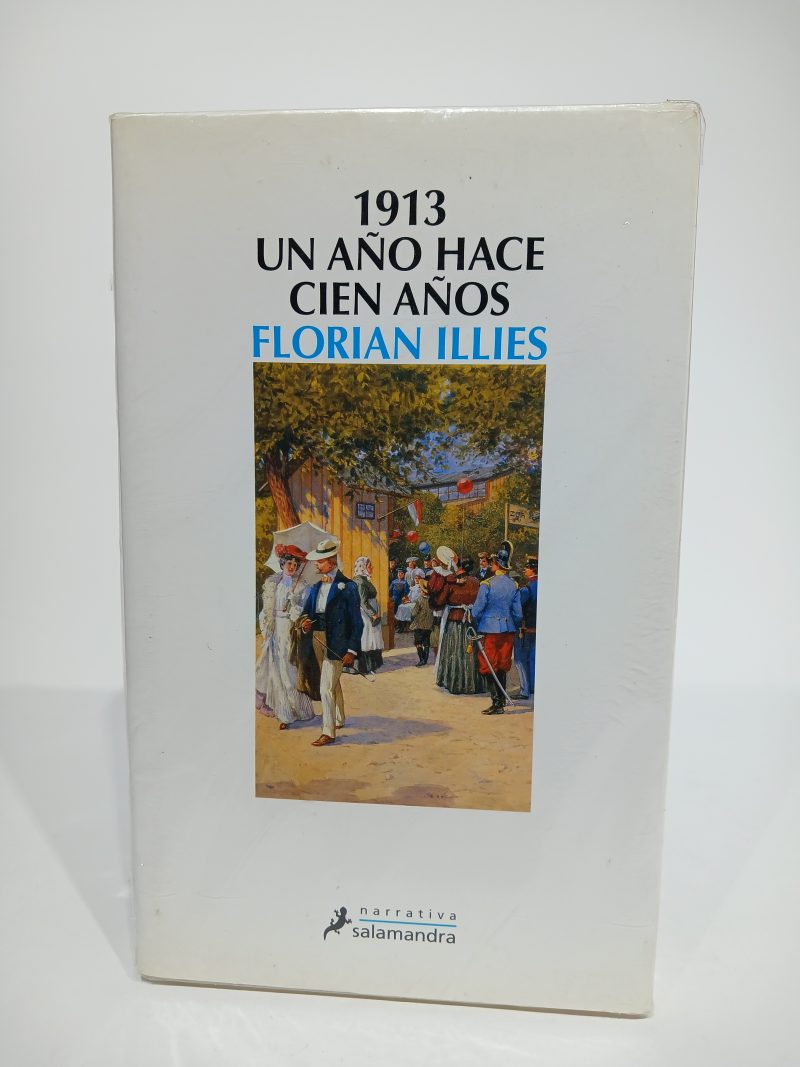 1913
UN AÑO HACE
CIEN AÑOS
FLORIAN ILLIES
narrativa
salamandra